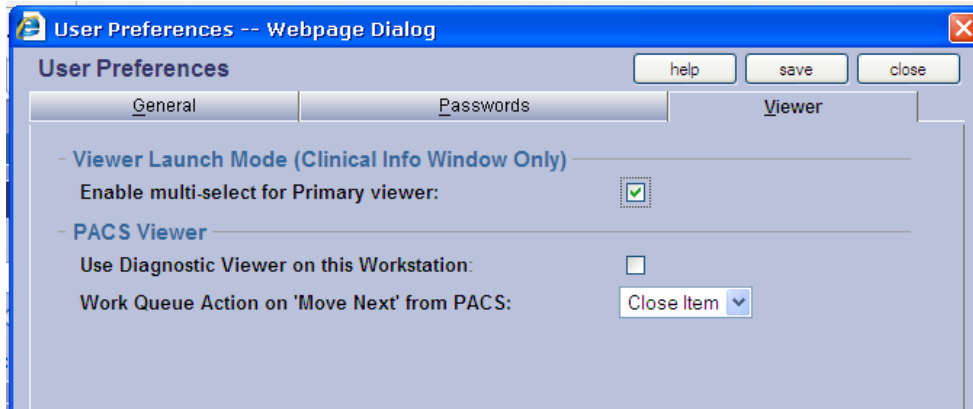 User Preferences -- Webpage Dialog
User Preferences
help save close
General Passwords Viewer
Viewer Launch Mode (Clinical Info Window Only)
Enable multi-select for Primary viewer:
PACS Viewer
Use Diagnostic Viewer on this Workstation:
Work Queue Action on 'Move Next' from PACS: Close Item